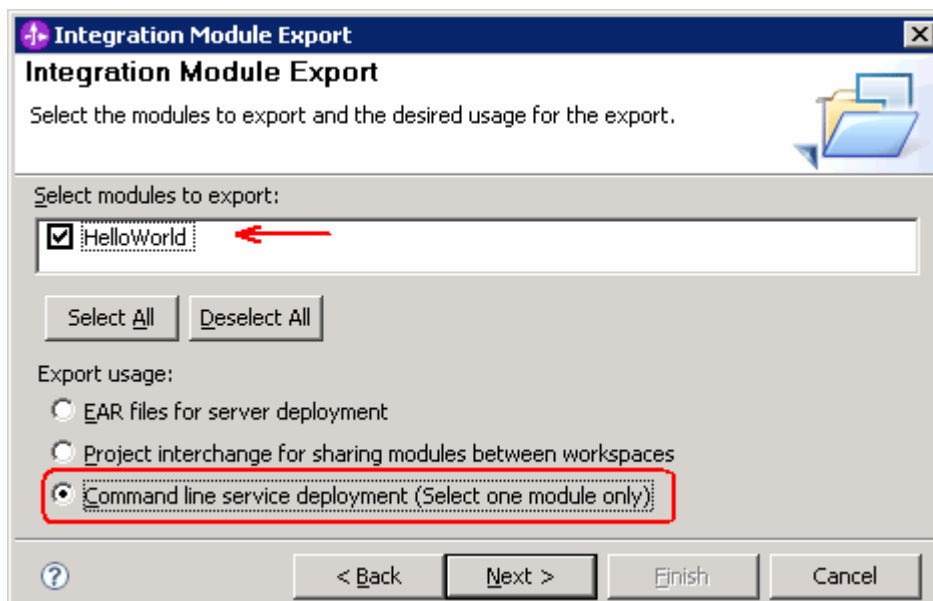 Integration Module Export
Integration Module Export
Select the modules to export and the desired usage for the export.
Select modules to export:
HelloWorld
Select All Deselect All
Export usage:
EAR files for server deployment
Project interchange for sharing modules between workspaces
Command line service deployment (Select one module only)
? < Back Next > Finish Cancel